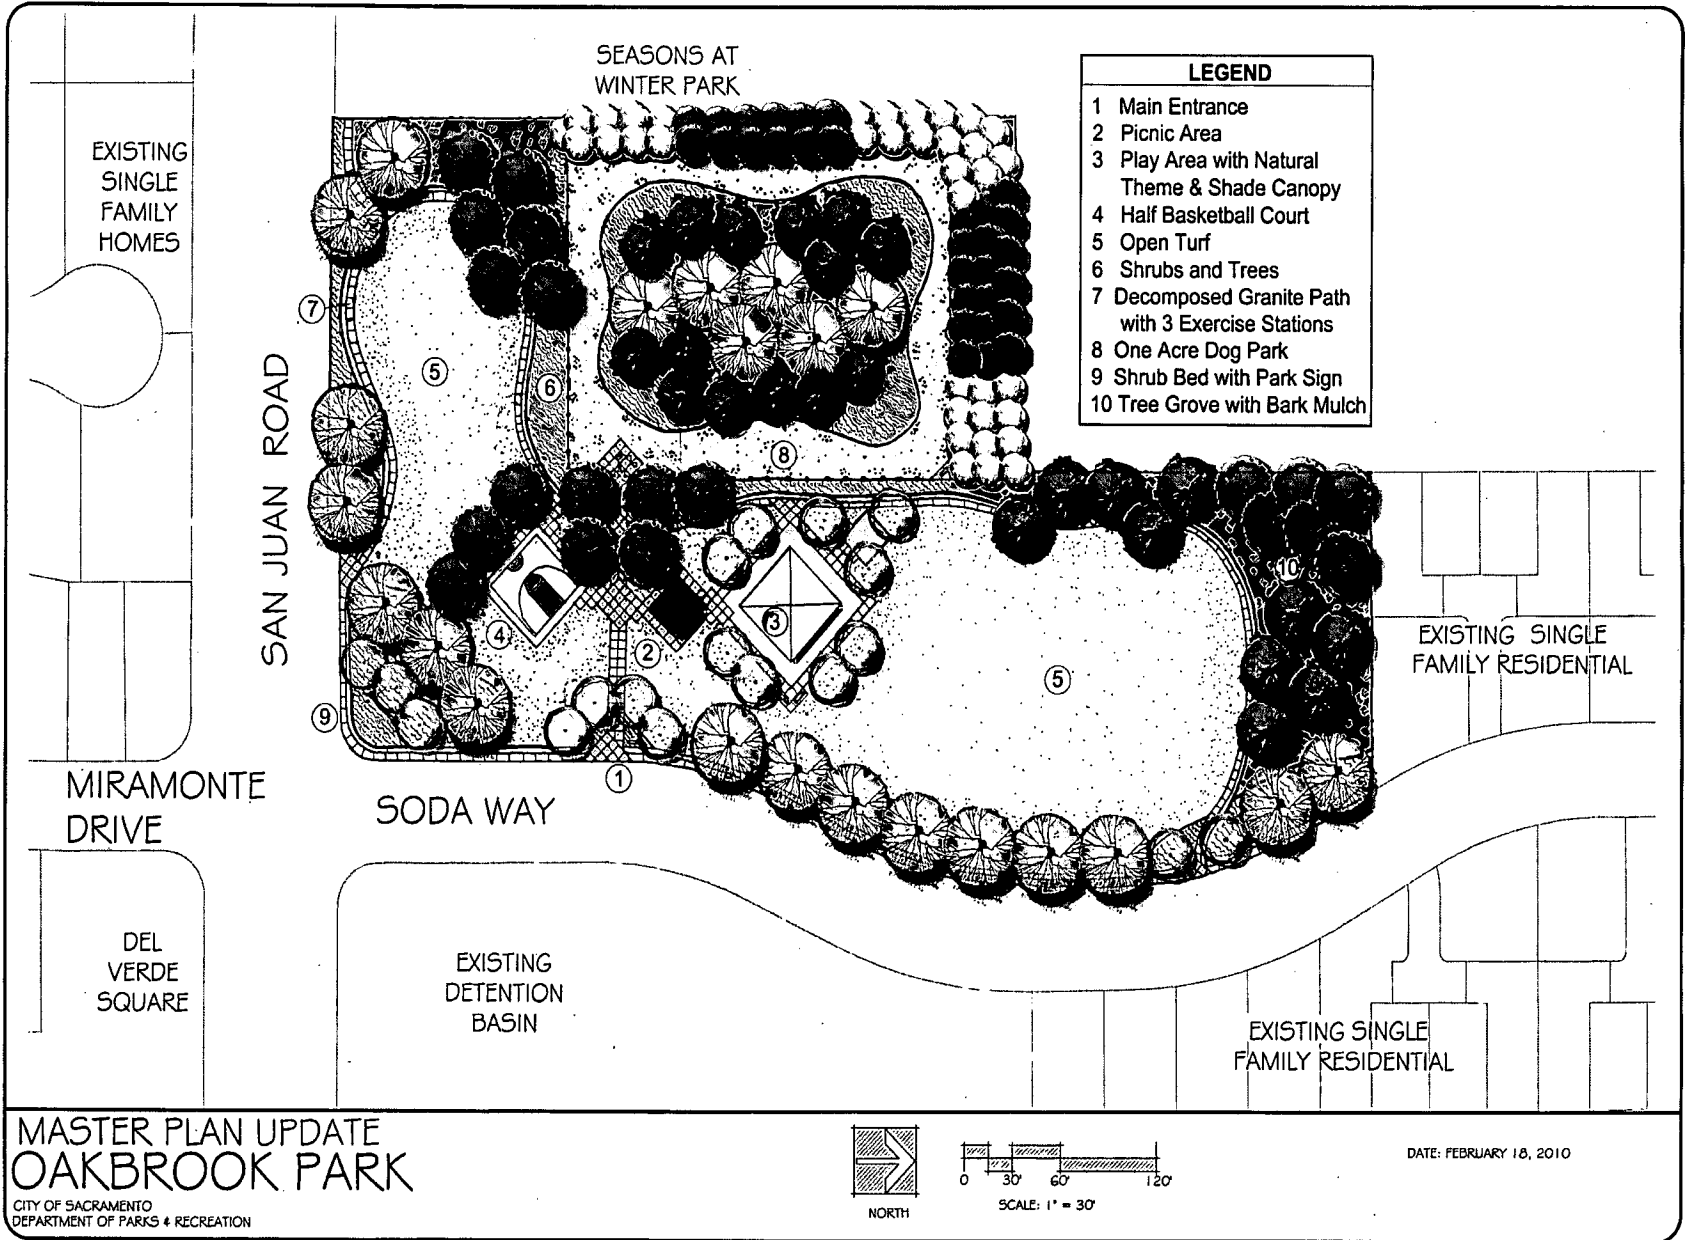 SEASONS AT
WINTER PARK
EXISTING
SINGLE
FAMILY
HOMES
LEGEND
1 Main Entrance
2 Picnic Area
3 Play Area with Natural
Theme & Shade Canopy
4 Half Basketball Court
5 Open Turf
6 Shrubs and Trees
7 Decomposed Granite Path
with 3 Exercise Stations
8 One Acre Dog Park
9 Shrub Bed with Park Sign
10 Tree Grove with Bark Mulch
7
5
6
8
SAN JUAN ROAD
10
3
4
2
5
9
1
EXISTING SINGLE
FAMILY RESIDENTIAL
MIRAMONTE
DRIVE
SODA WAY
DEL
VERDE
SQUARE
EXISTING
DETENTION
BASIN
EXISTING SINGLE
FAMILY RESIDENTIAL
MASTER PLAN UPDATE
OAKBROOK PARK
CITY OF SACRAMENTO
DEPARTMENT OF PARKS & RECREATION
NORTH
0 30' 60' 120'
SCALE: 1" = 30'
DATE: FEBRUARY 18, 2010